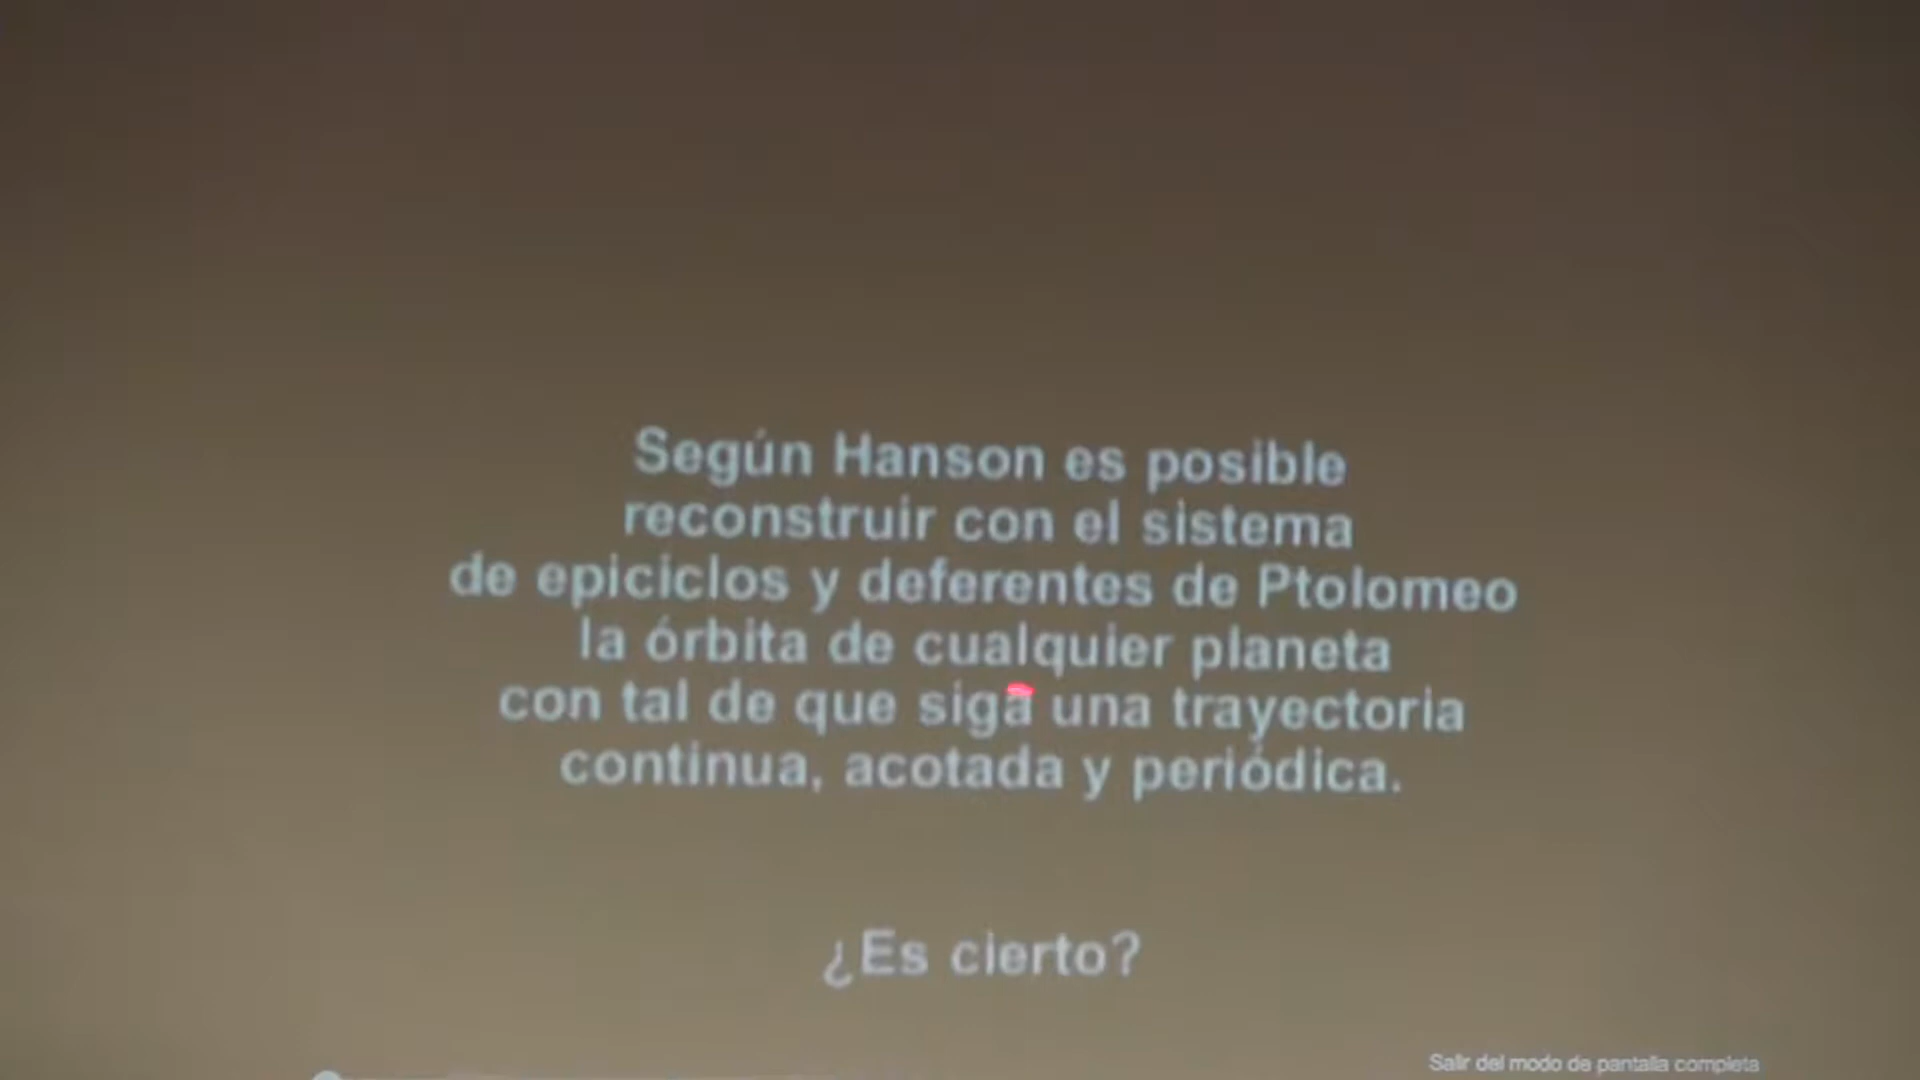 Según Hanson es posible
reconstruir con el sistema
de epiciclos y deferentes de Ptolomeo
la órbita de cualquier planeta
con tal de que siga una trayectoria
continua, acotada y periódica.
¿Es cierto?
Salir del modo de pantalla completa